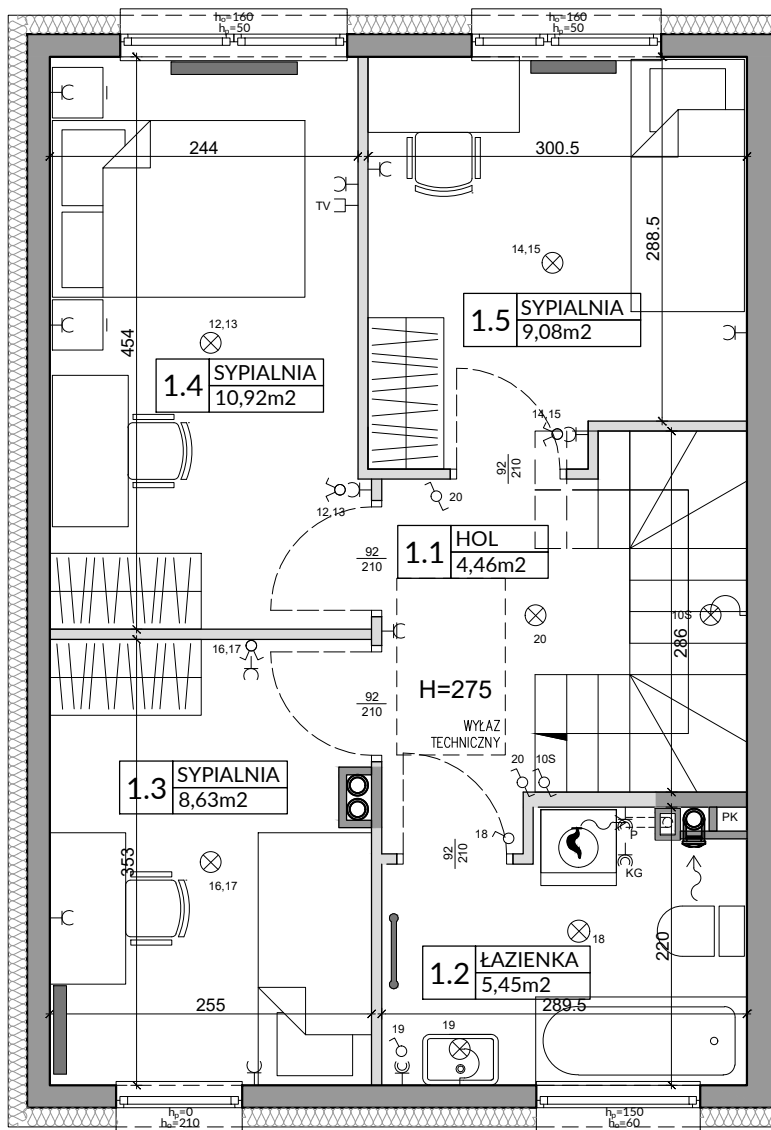 hₒ=160
hₚ=50
hₒ=160
hₚ=50
244
300.5
TV
288.5
14,15
1.5 SYPIALNIA
9,08m2
12,13
454
1.4 SYPIALNIA
10,92m2
14,15
92
210
20
12,13
1.1 HOL
4,46m2
92
210
20
10S
286
16,17
92
210
H=275
WYŁAZ
TECHNICZNY
20
10S
1.3 SYPIALNIA
8,63m2
18
92
210
P
PK
KG
353
16,17
18
220
1.2 ŁAZIENKA
5,45m2
255
289.5
19
19
hₚ=0
hₒ=210
hₚ=150
hₒ=60